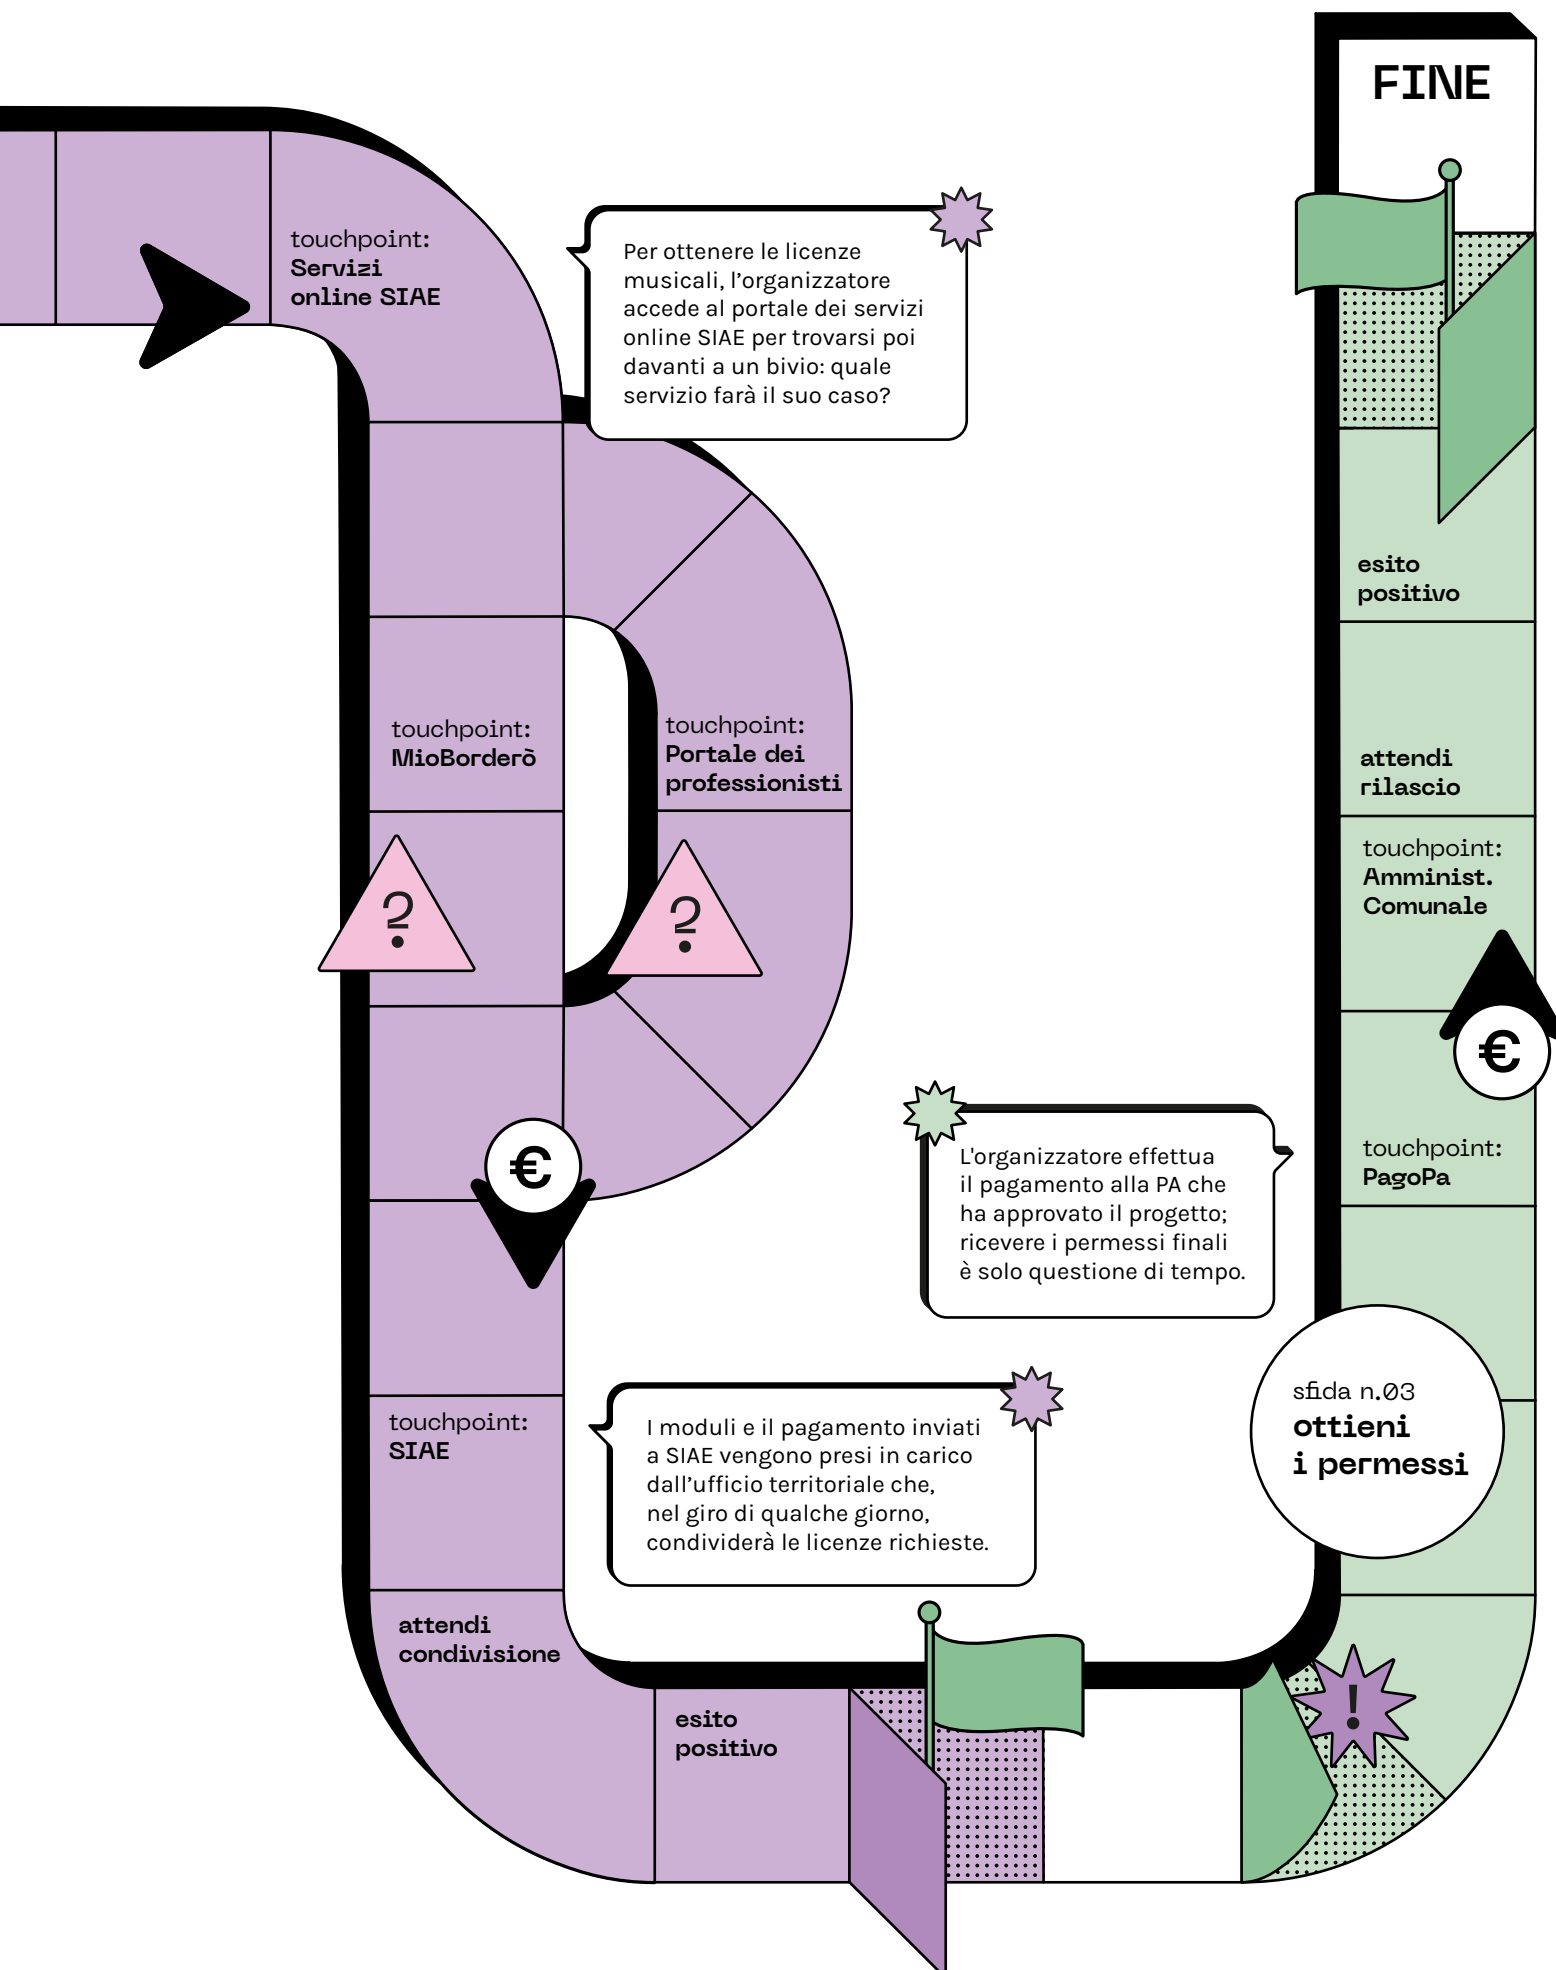 touchpoint:
Servizi
online SIAE
Per ottenere le licenze
musicali, l’organizzatore
accede al portale dei servizi
online SIAE per trovarsi poi
davanti a un bivio: quale
servizio farà il suo caso?
touchpoint:
MioBorderò
touchpoint:
Portale dei
professionisti
?
?
€
touchpoint:
SIAE
I moduli e il pagamento inviati
a SIAE vengono presi in carico
dall’ufficio territoriale che,
nel giro di qualche giorno,
condividerà le licenze richieste.
attendi
condivisione
esito
positivo
!
sfida n.03
ottieni
i permessi
L'organizzatore effettua
il pagamento alla PA che
ha approvato il progetto;
ricevere i permessi finali
è solo questione di tempo.
touchpoint:
PagoPa
€
touchpoint:
Amminist.
Comunale
attendi
rilascio
esito
positivo
FINE